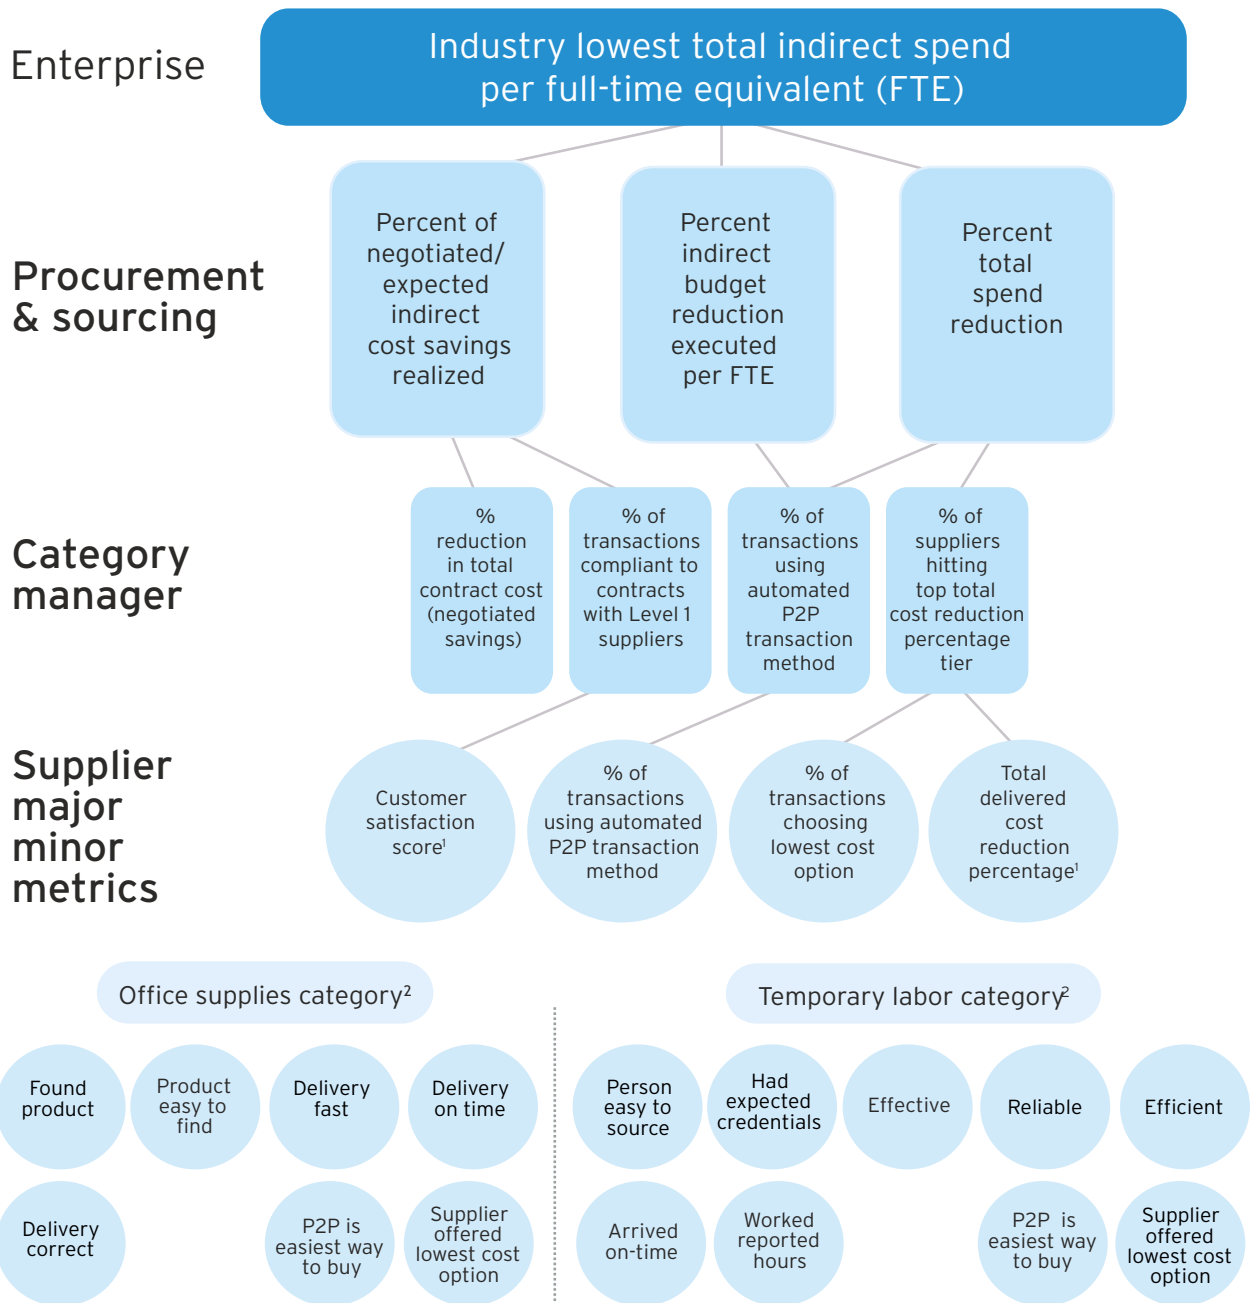 Enterprise
Industry lowest total indirect spend
per full-time equivalent (FTE)
Procurement
& sourcing
Percent of
negotiated/
expected
indirect
cost savings
realized
Percent
indirect
budget
reduction
executed
per FTE
Percent
total
spend
reduction
Category
manager
%
reduction
in total
contract cost
(negotiated
savings)
% of
transactions
compliant to
contracts
with Level 1
suppliers
% of
transactions
using
automated
P2P
transaction
method
% of
suppliers
hitting
top total
cost reduction
percentage
tier
Supplier
major
minor
metrics
Customer
satisfaction
score¹
% of
transactions
using automated
P2P transaction
method
% of
transactions
choosing
lowest cost
option
Total
delivered
cost
reduction
percentage¹
Office supplies category²
Found
product
Product
easy to
find
Delivery
fast
Delivery
on time
Delivery
correct
P2P is
easiest way
to buy
Supplier
offered
lowest cost
option
Temporary labor category²
Person
easy to
source
Had
expected
credentials
Effective
Reliable
Efficient
Arrived
on-time
Worked
reported
hours
P2P is
easiest way
to buy
Supplier
offered
lowest cost
option